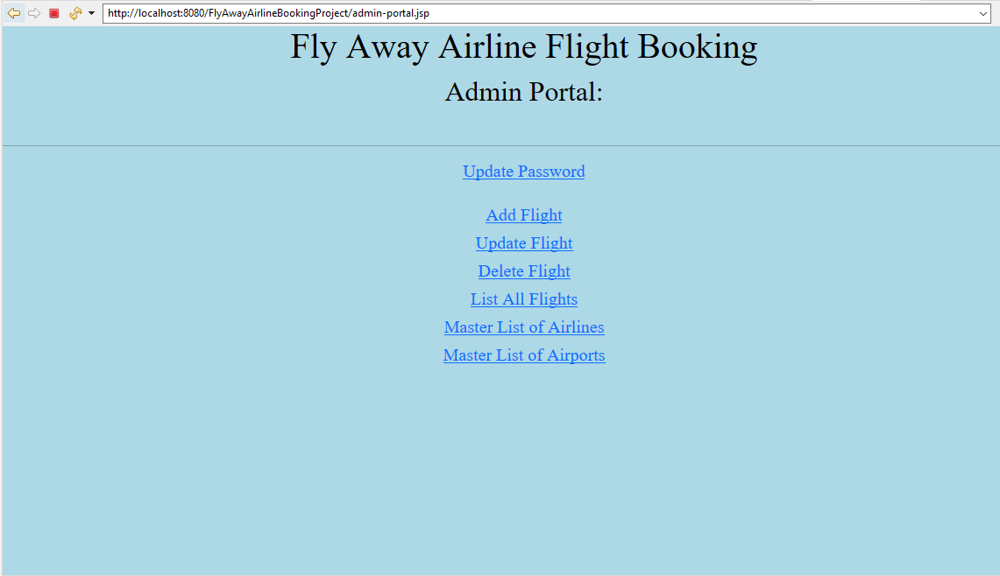 http://localhost:8080/FlyAwayAirlineBookingProject/admin-portal.jsp
Fly Away Airline Flight Booking
Admin Portal:
Update Password
Add Flight
Update Flight
Delete Flight
List All Flights
Master List of Airlines
Master List of Airports